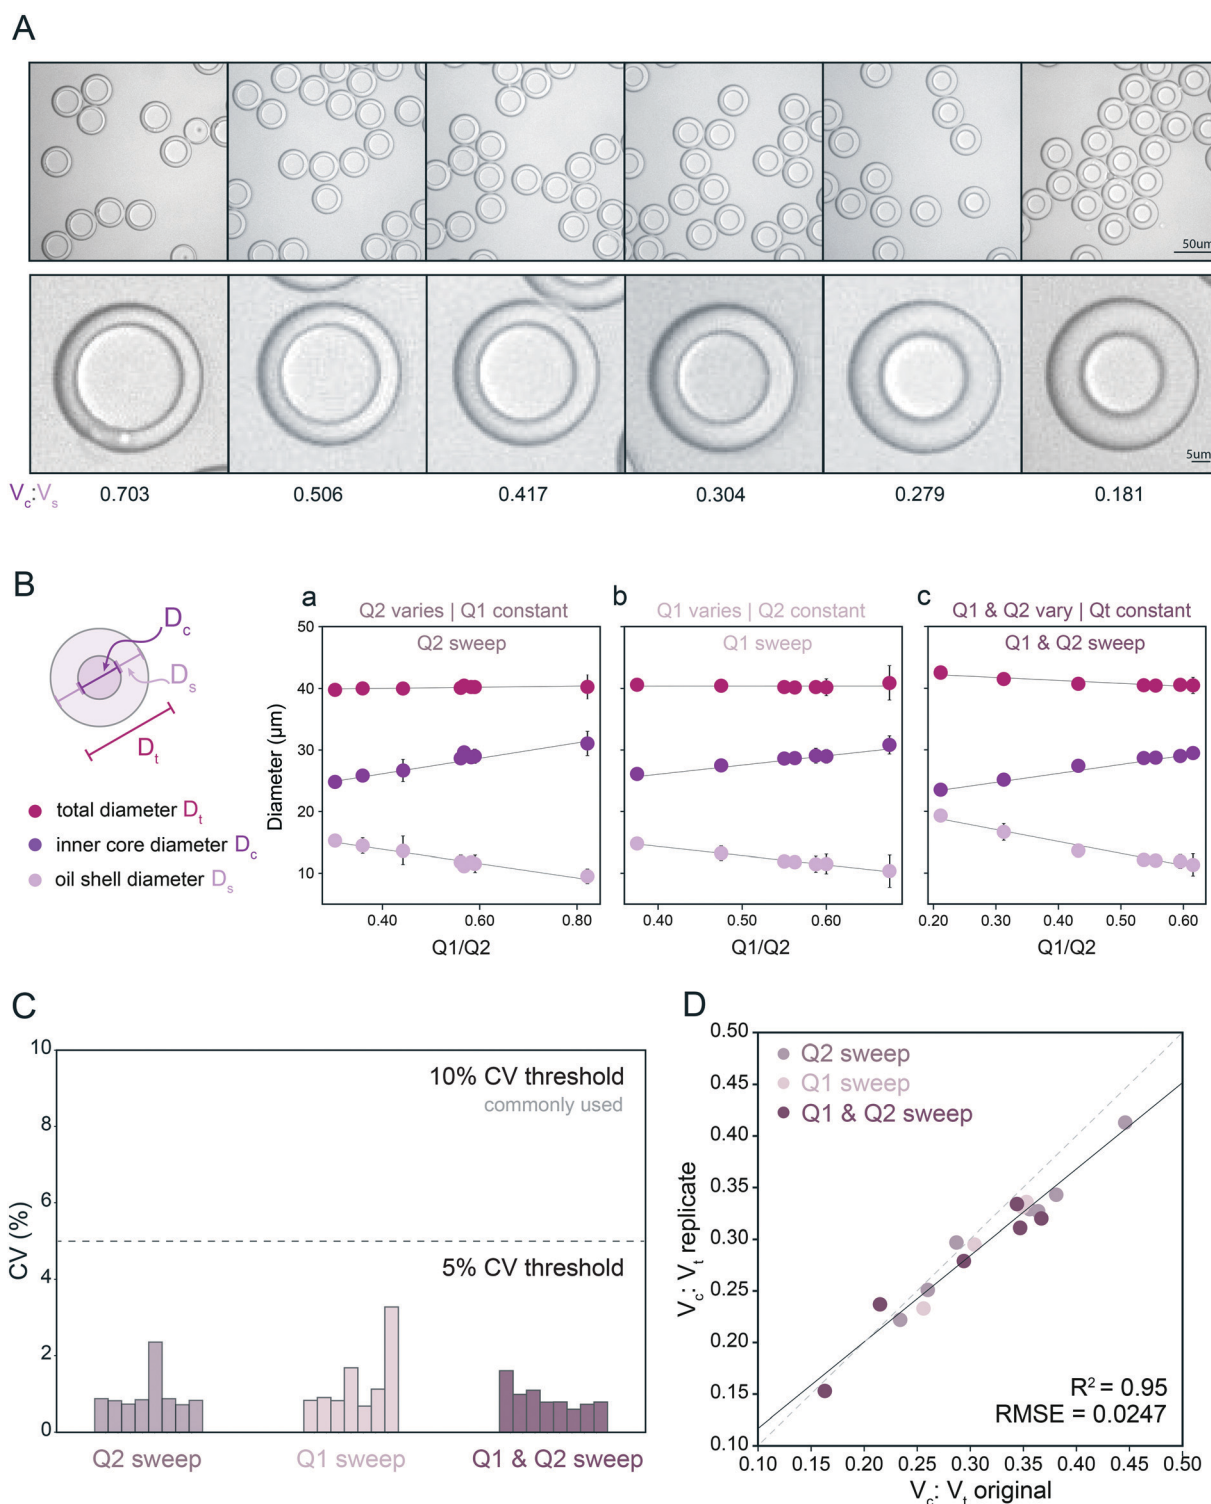 A
50um
5um
Vc:Vs 0.703 0.506 0.417 0.304 0.279 0.181
B
Dc
Ds
Dt
total diameter Dt
inner core diameter Dc
oil shell diameter Ds
a
Q2 varies | Q1 constant
Q2 sweep
Diameter (µm)
50
40
30
20
10
0.40 0.60 0.80
Q1/Q2
b
Q1 varies | Q2 constant
Q1 sweep
0.40 0.50 0.60
Q1/Q2
c
Q1 & Q2 vary | Qt constant
Q1 & Q2 sweep
0.20 0.30 0.40 0.50 0.60
Q1/Q2
C
CV (%)
10
8
6
4
2
0
10% CV threshold
commonly used
5% CV threshold
Q2 sweep Q1 sweep Q1 & Q2 sweep
D
Vc: Vt replicate
0.50
0.45
0.40
0.35
0.30
0.25
0.20
0.15
0.10
Q2 sweep
Q1 sweep
Q1 & Q2 sweep
R² = 0.95
RMSE = 0.0247
0.10 0.15 0.20 0.25 0.30 0.35 0.40 0.45 0.50
Vc: Vt original